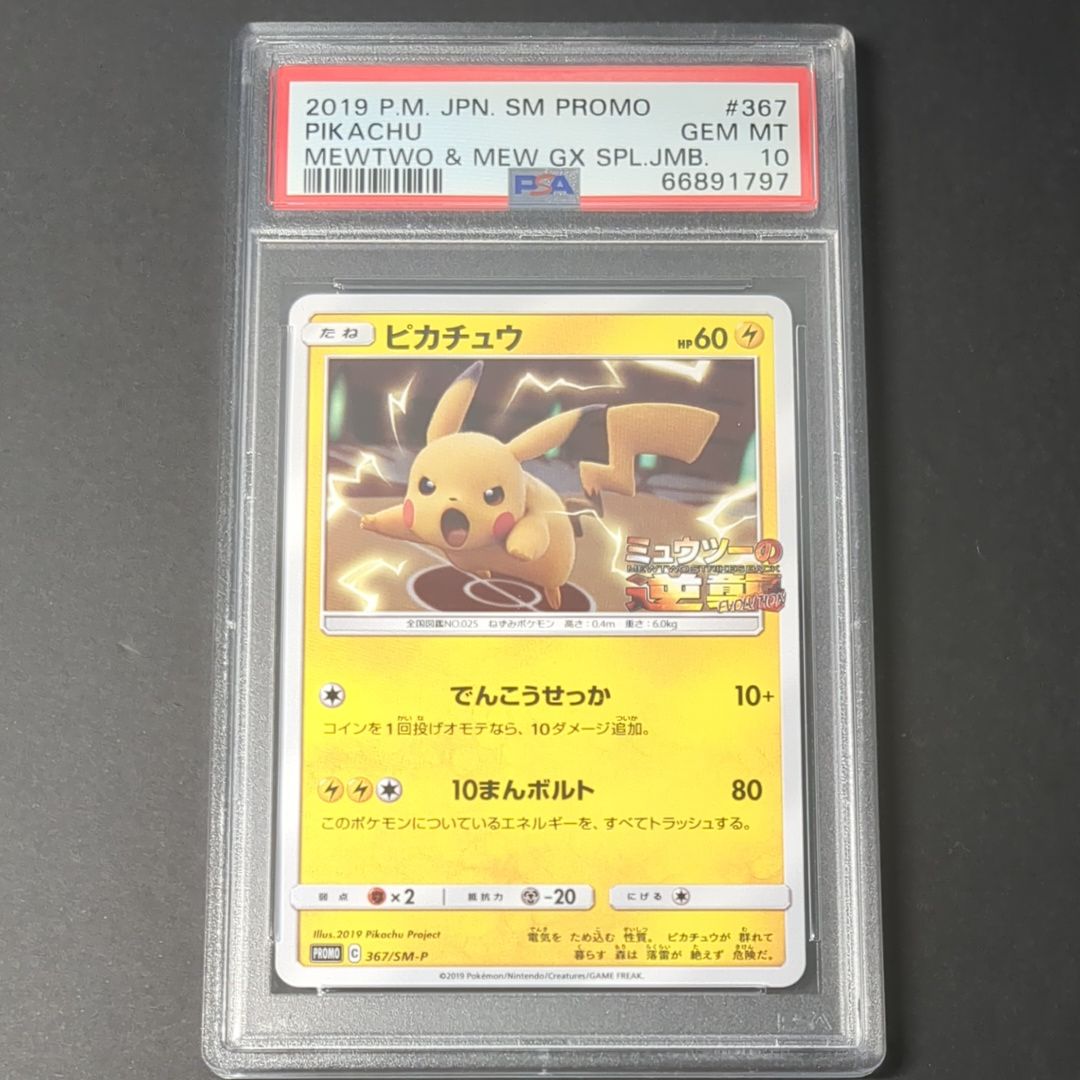 2019 P.M. JPN. SM PROMO #367
PIKACHU GEM MT
MEWTWO & MEW GX SPL.JMB. 10
PSA 66891797
たね ピカチュウ HP60
ミュウツーの
MEWTWO STRIKES BACK
逆襲
EVOLUTION
全国図鑑NO.025 ねずみポケモン 高さ:0.4m 重さ:6.0kg
でんこうせっか 10+
コインを1回投げオモテなら、10ダメージ追加。
10まんボルト 80
このポケモンについているエネルギーを、すべてトラッシュする。
弱点 ×2 抵抗力 -20 にげる
Illus.2019 Pikachu Project
PROMO C 367/SM-P
電気を ため込む 性質。 ピカチュウが 群れて
暮らす 森は 落雷が 絶えず 危険だ。
©2019 Pokémon/Nintendo/Creatures/GAME FREAK.
PSA